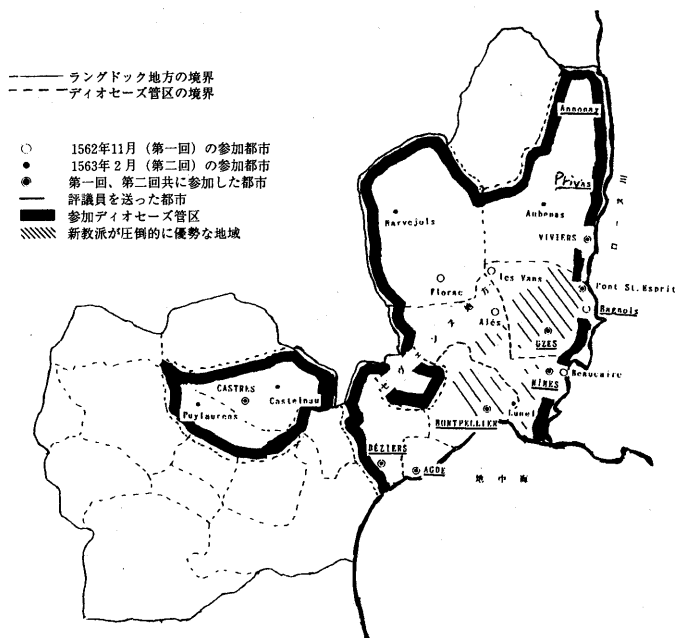 ラングドック地方の境界
ディオセーズ管区の境界
1562年11月（第一回）の参加都市
1563年2月（第二回）の参加都市
第一回、第二回共に参加した都市
評議員を送った都市
参加ディオセーズ管区
新教派が圧倒的に優勢な地域
Annonay
Privas
Marvejols
Aubenas
VIVIERS
ローヌ
les Vans
Florac
Pont St.Esprit
Alés
Bagnols
UZES
NIMES
Beaucaire
CASTRES
Castelnau
Puylaurens
MONTPELLIER
Lunel
BÉZIERS
AGDE
地中海